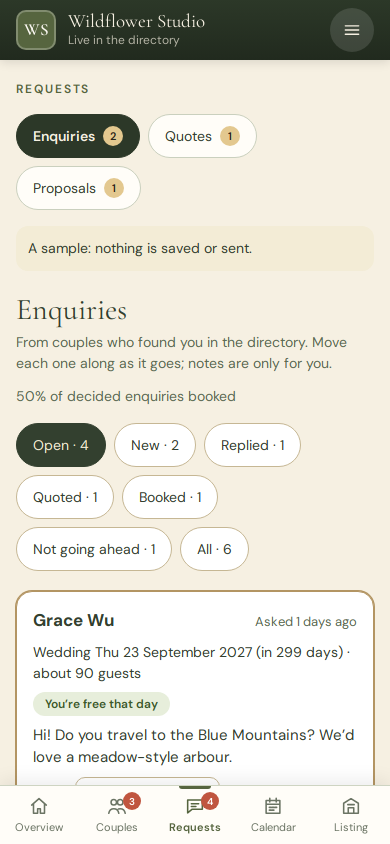 WS
Wildflower Studio
Live in the directory
REQUESTS
Enquiries 2
Quotes 1
Proposals 1
A sample: nothing is saved or sent.
Enquiries
From couples who found you in the directory. Move
each one along as it goes; notes are only for you.
50% of decided enquiries booked
Open · 4
New · 2
Replied · 1
Quoted · 1
Booked · 1
Not going ahead · 1
All · 6
Grace Wu
Asked 1 days ago
Wedding Thu 23 September 2027 (in 299 days) ·
about 90 guests
You’re free that day
Hi! Do you travel to the Blue Mountains? We’d
love a meadow-style arbour.
3
4
Overview
Couples
Requests
Calendar
Listing